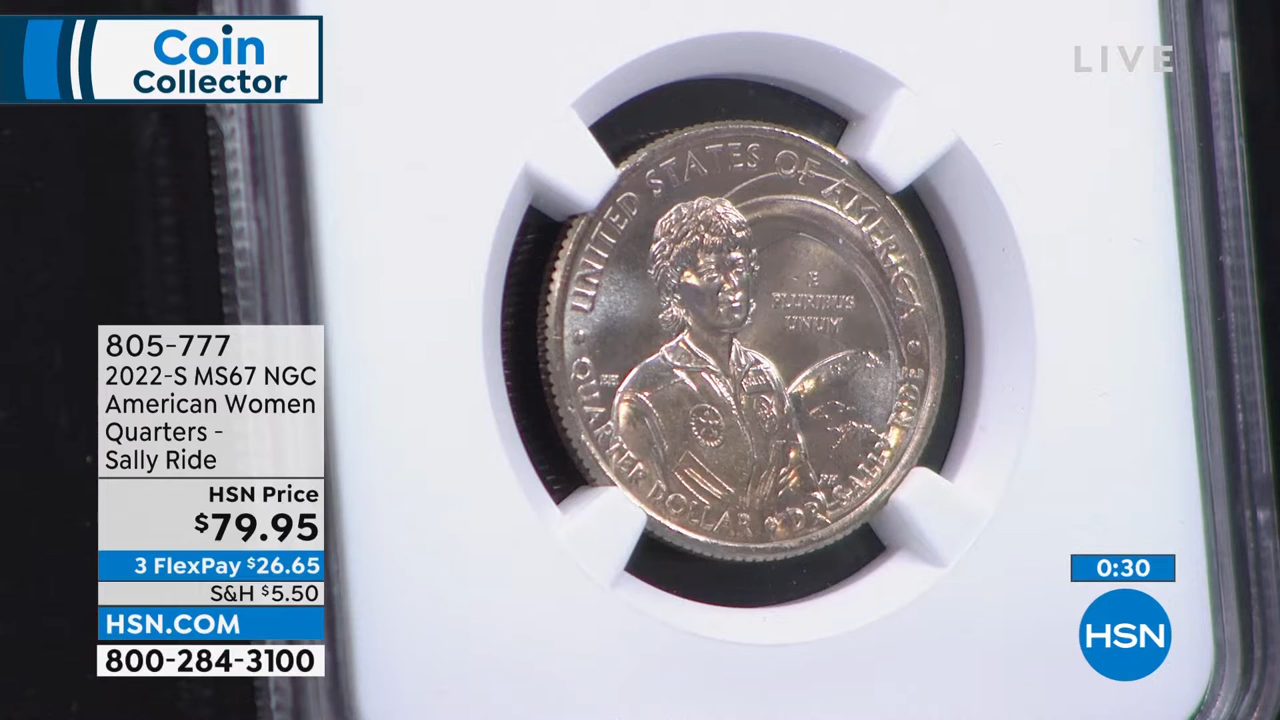 Coin
Collector
LIVE
UNITED STATES OF AMERICA
E
PLURIBUS
UNUM
QUARTER DOLLAR
DR. SALLY RIDE
805-777
2022-S MS67 NGC
American Women
Quarters -
Sally Ride
HSN Price
$79.95
3 FlexPay $26.65
S&H $5.50
HSN.COM
800-284-3100
0:30
HSN